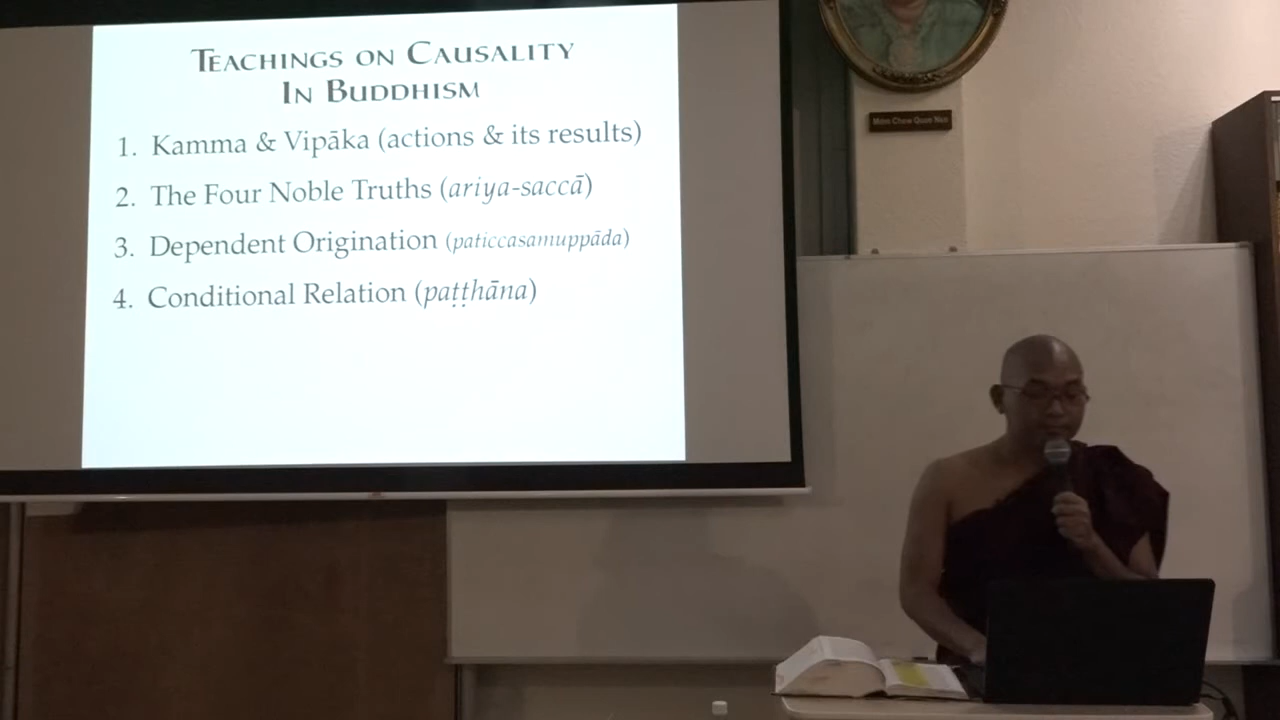 TEACHINGS ON CAUSALITY
IN BUDDHISM
1. Kamma & Vipāka (actions & its results)
2. The Four Noble Truths (ariya-saccā)
3. Dependent Origination (paticcasamuppāda)
4. Conditional Relation (paṭṭhāna)